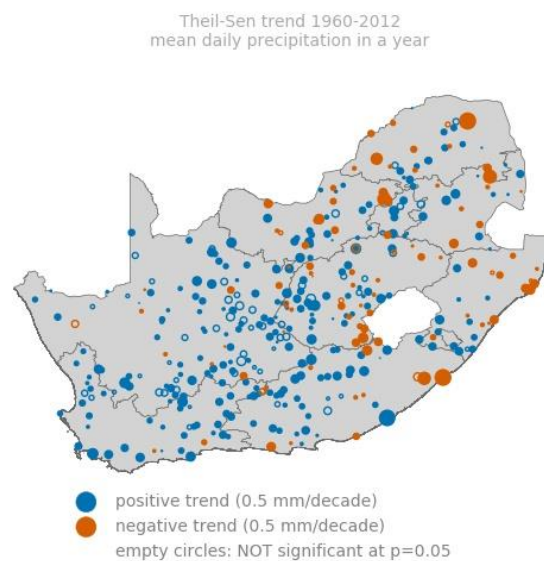 Theil-Sen trend 1960-2012
mean daily precipitation in a year
positive trend (0.5 mm/decade)
negative trend (0.5 mm/decade)
empty circles: NOT significant at p=0.05